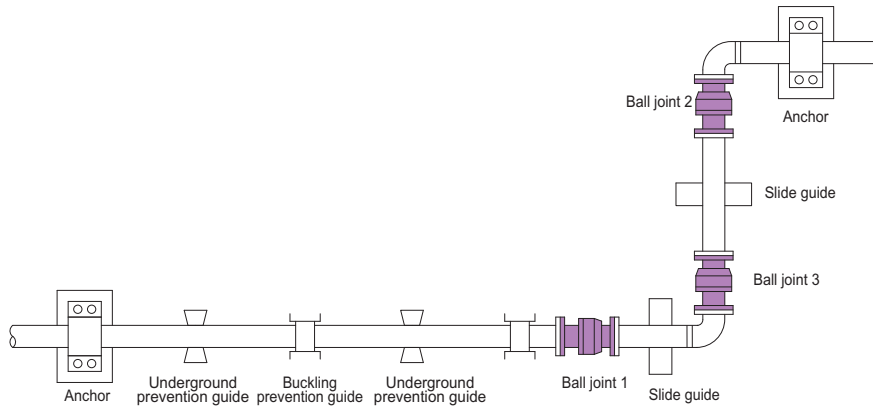 Ball joint 2
Anchor
Slide guide
Ball joint 3
Anchor
Underground
prevention guide
Buckling
prevention guide
Underground
prevention guide
Ball joint 1
Slide guide